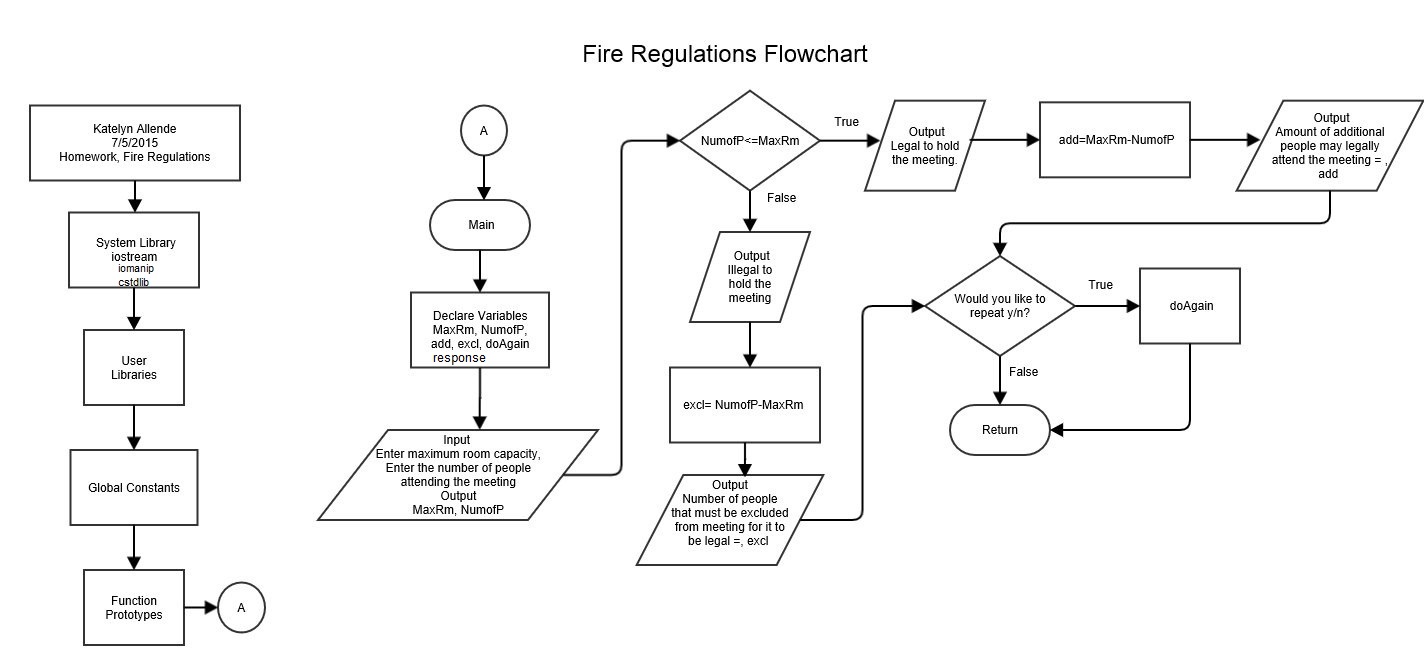 Fire Regulations Flowchart
Katelyn Allende
7/5/2015
Homework, Fire Regulations
System Library
iostream
iomanip
cstdlib
User
Libraries
Global Constants
Function
Prototypes
A
A
Main
Declare Variables
MaxRm, NumofP,
add, excl, doAgain
response
Input
Enter maximum room capacity,
Enter the number of people
attending the meeting
Output
MaxRm, NumofP
NumofP<=MaxRm
True
False
Output
Legal to hold
the meeting.
add=MaxRm-NumofP
Output
Amount of additional
people may legally
attend the meeting = ,
add
Output
Illegal to
hold the
meeting
excl= NumofP-MaxRm
Output
Number of people
that must be excluded
from meeting for it to
be legal =, excl
Would you like to
repeat y/n?
True
False
doAgain
Return